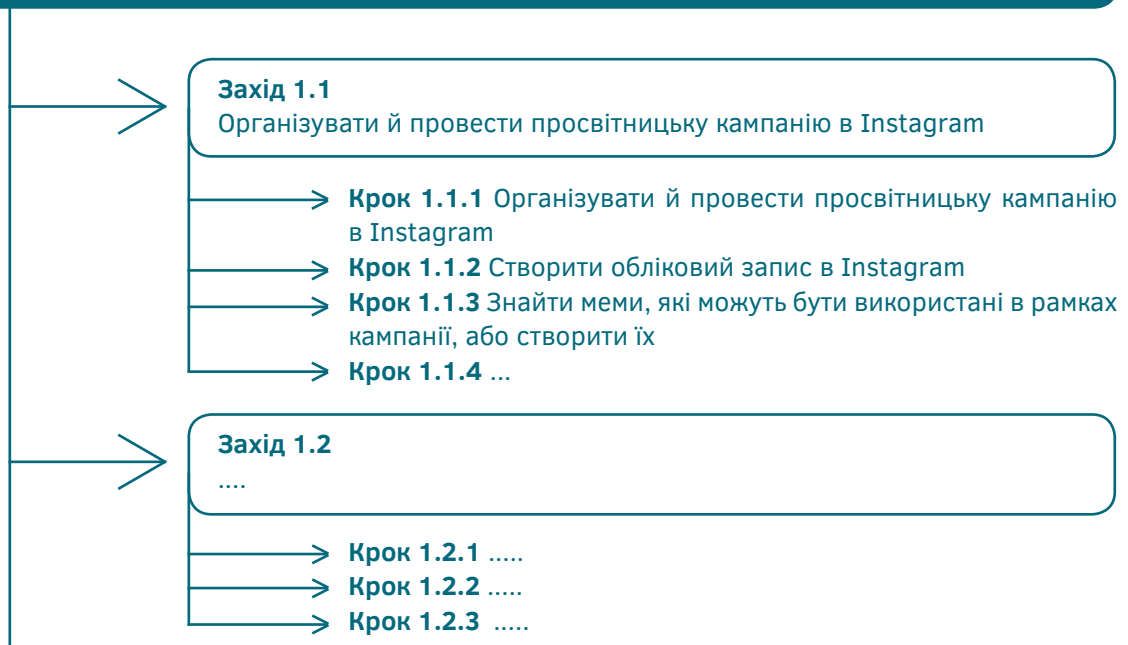 Захід 1.1
Організувати й провести просвітницьку кампанію в Instagram
Крок 1.1.1 Організувати й провести просвітницьку кампанію
в Instagram
Крок 1.1.2 Створити обліковий запис в Instagram
Крок 1.1.3 Знайти меми, які можуть бути використані в рамках
кампанії, або створити їх
Крок 1.1.4 ...
Захід 1.2
....
Крок 1.2.1 .....
Крок 1.2.2 .....
Крок 1.2.3 .....